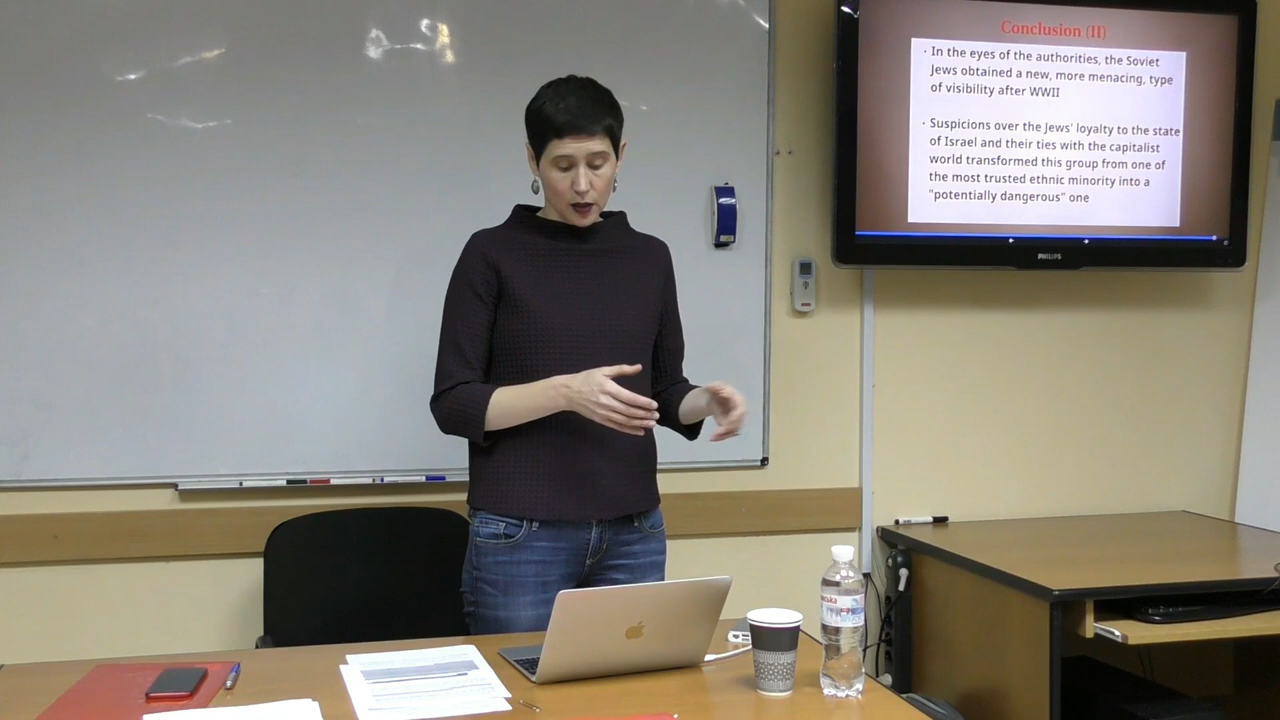 Conclusion (II)
· In the eyes of the authorities, the Soviet
Jews obtained a new, more menacing, type
of visibility after WWII
· Suspicions over the Jews' loyalty to the state
of Israel and their ties with the capitalist
world transformed this group from one of
the most trusted ethnic minority into a
"potentially dangerous" one
PHILIPS